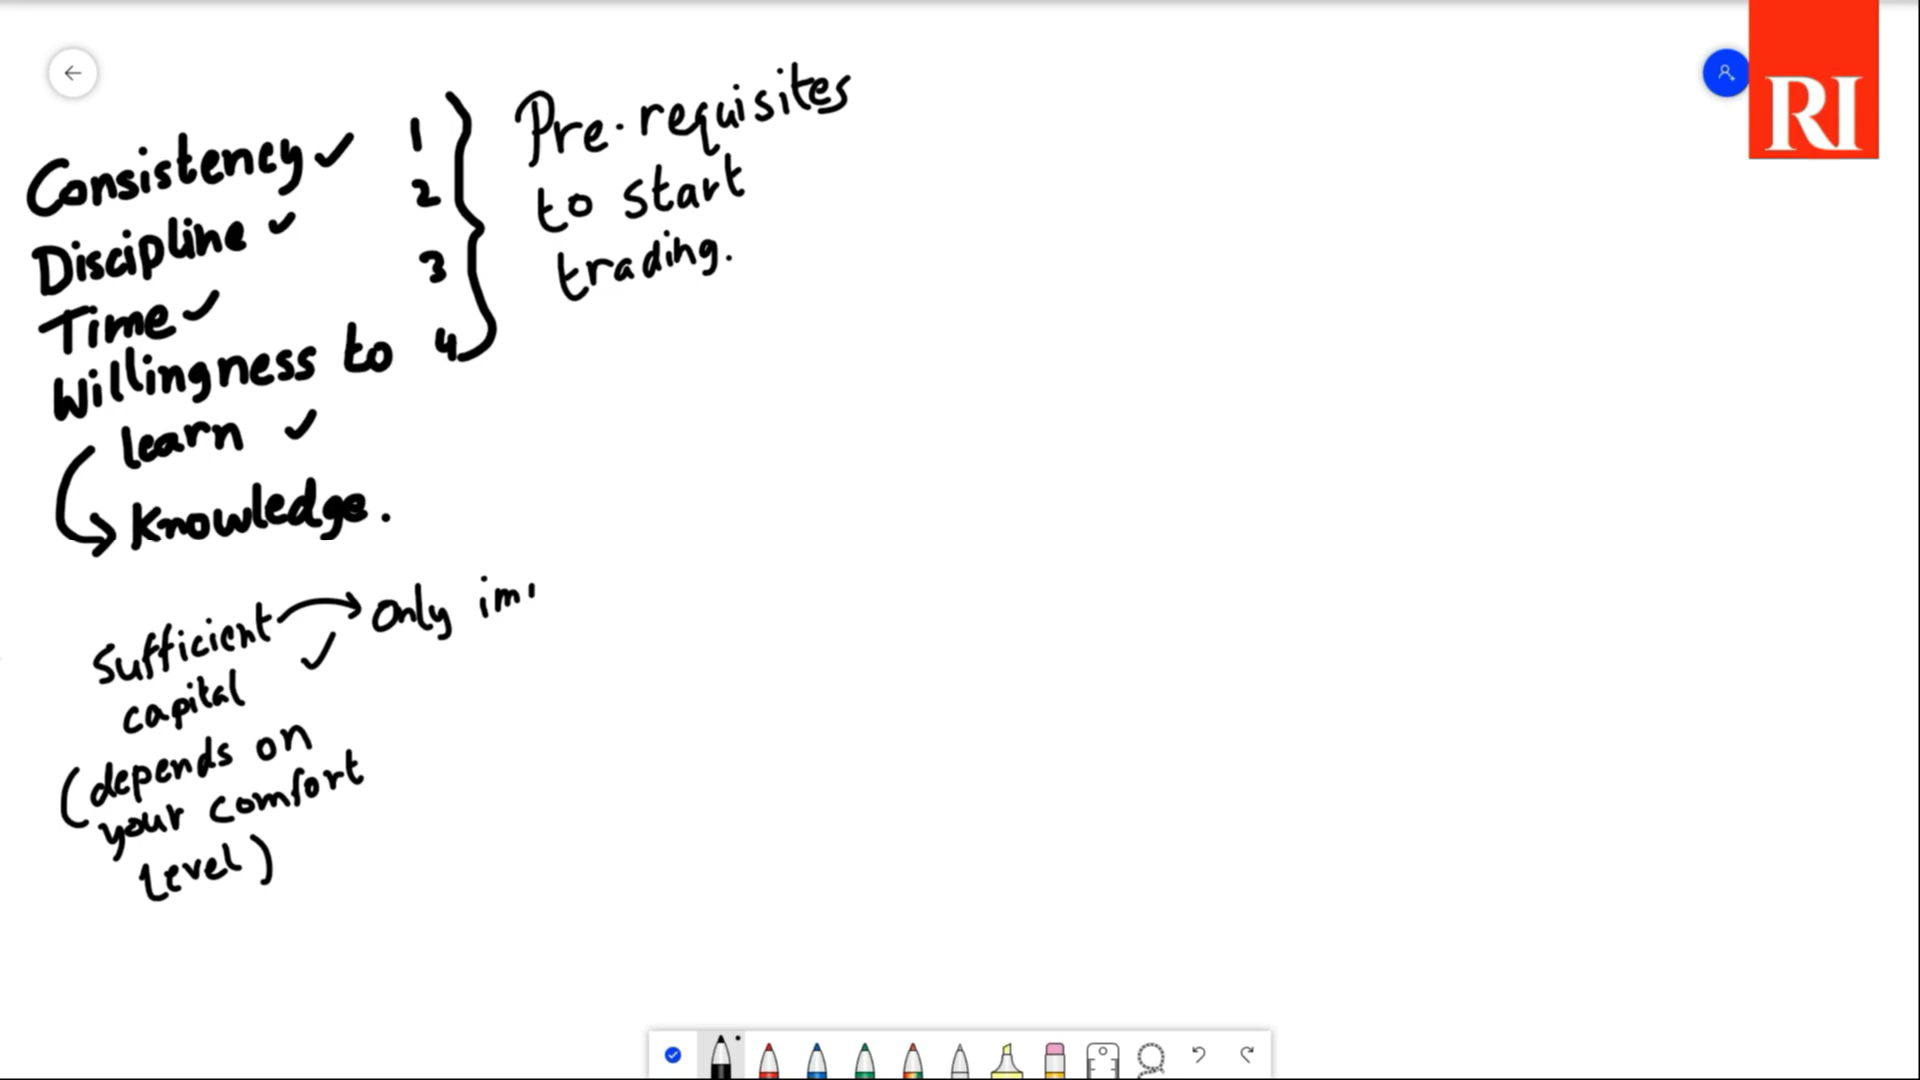 Consistency ✓ 1
Discipline ✓ 2
Time ✓ 3
Willingness to 4
learn ✓
Knowledge.
Pre-requisites
to start
trading.
Sufficient → Only
capital ✓
(depends on
your comfort
level)
RI